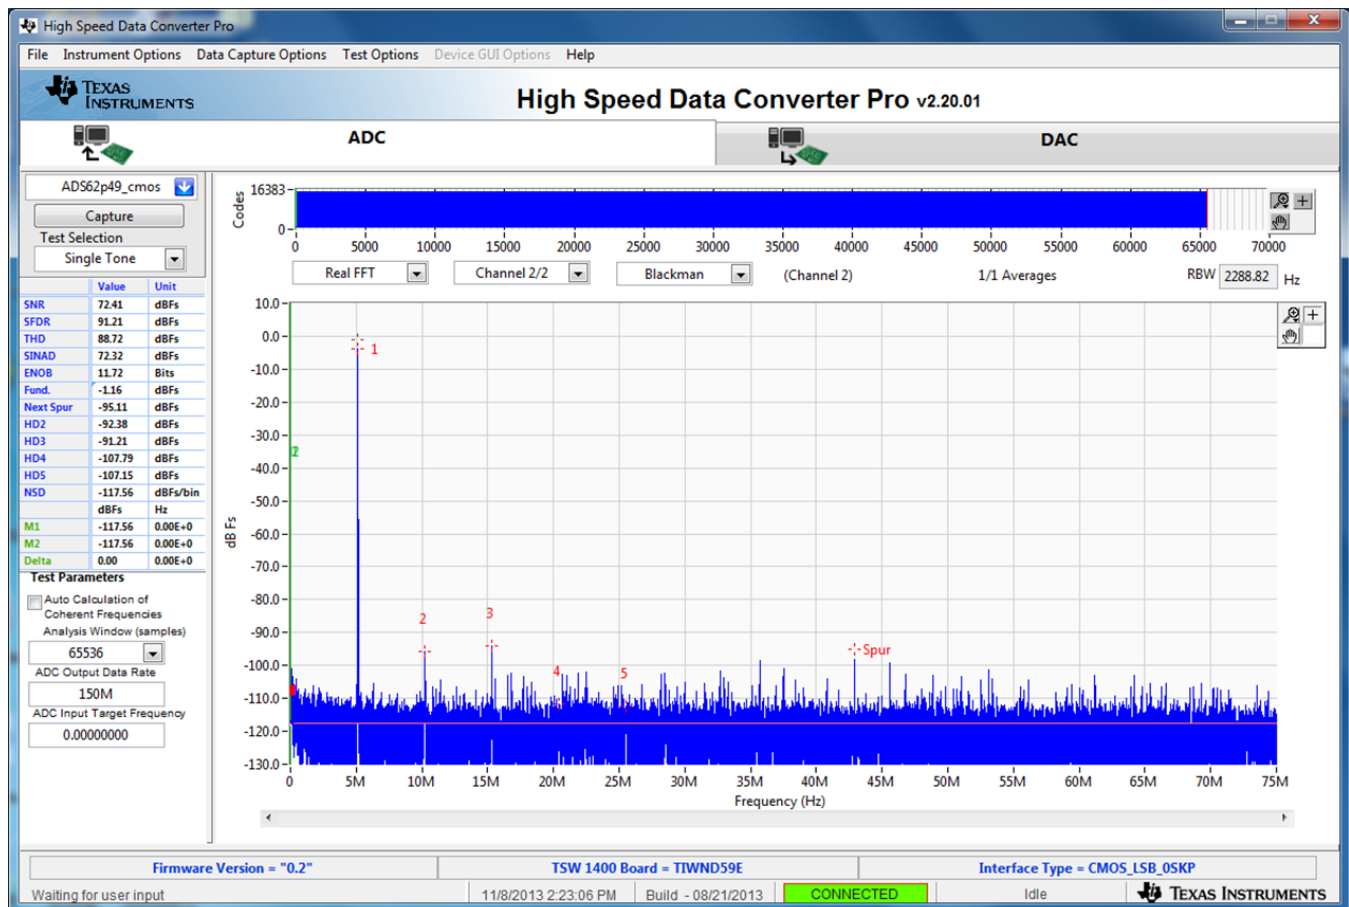 High Speed Data Converter Pro
File Instrument Options Data Capture Options Test Options Device GUI Options Help
TEXAS INSTRUMENTS
High Speed Data Converter Pro v2.20.01
ADC
DAC
ADS62p49_cmos
Capture
Test Selection
Single Tone
Value Unit
SNR 72.41 dBFs
SFDR 91.21 dBFs
THD 88.72 dBFs
SINAD 72.32 dBFs
ENOB 11.72 Bits
Fund. -1.16 dBFs
Next Spur -95.11 dBFs
HD2 -92.38 dBFs
HD3 -91.21 dBFs
HD4 -107.79 dBFs
HD5 -107.15 dBFs
NSD -117.56 dBFs/bin
dBFs Hz
M1 -117.56 0.00E+0
M2 -117.56 0.00E+0
Delta 0.00 0.00E+0
Test Parameters
Auto Calculation of
Coherent Frequencies
Analysis Window (samples)
65536
ADC Output Data Rate
150M
ADC Input Target Frequency
0.00000000
Codes
16383
0
0 5000 10000 15000 20000 25000 30000 35000 40000 45000 50000 55000 60000 65000 70000
Real FFT Channel 2/2 Blackman (Channel 2) 1/1 Averages RBW 2288.82 Hz
dB Fs
10.0
0.0
-10.0
-20.0
-30.0
-40.0
-50.0
-60.0
-70.0
-80.0
-90.0
-100.0
-110.0
-120.0
-130.0
1
2
2
3
4
5
Spur
0 5M 10M 15M 20M 25M 30M 35M 40M 45M 50M 55M 60M 65M 70M 75M
Frequency (Hz)
Firmware Version = "0.2" TSW 1400 Board = TIWND59E Interface Type = CMOS_LSB_0SKP
Waiting for user input 11/8/2013 2:23:06 PM Build - 08/21/2013 CONNECTED Idle TEXAS INSTRUMENTS